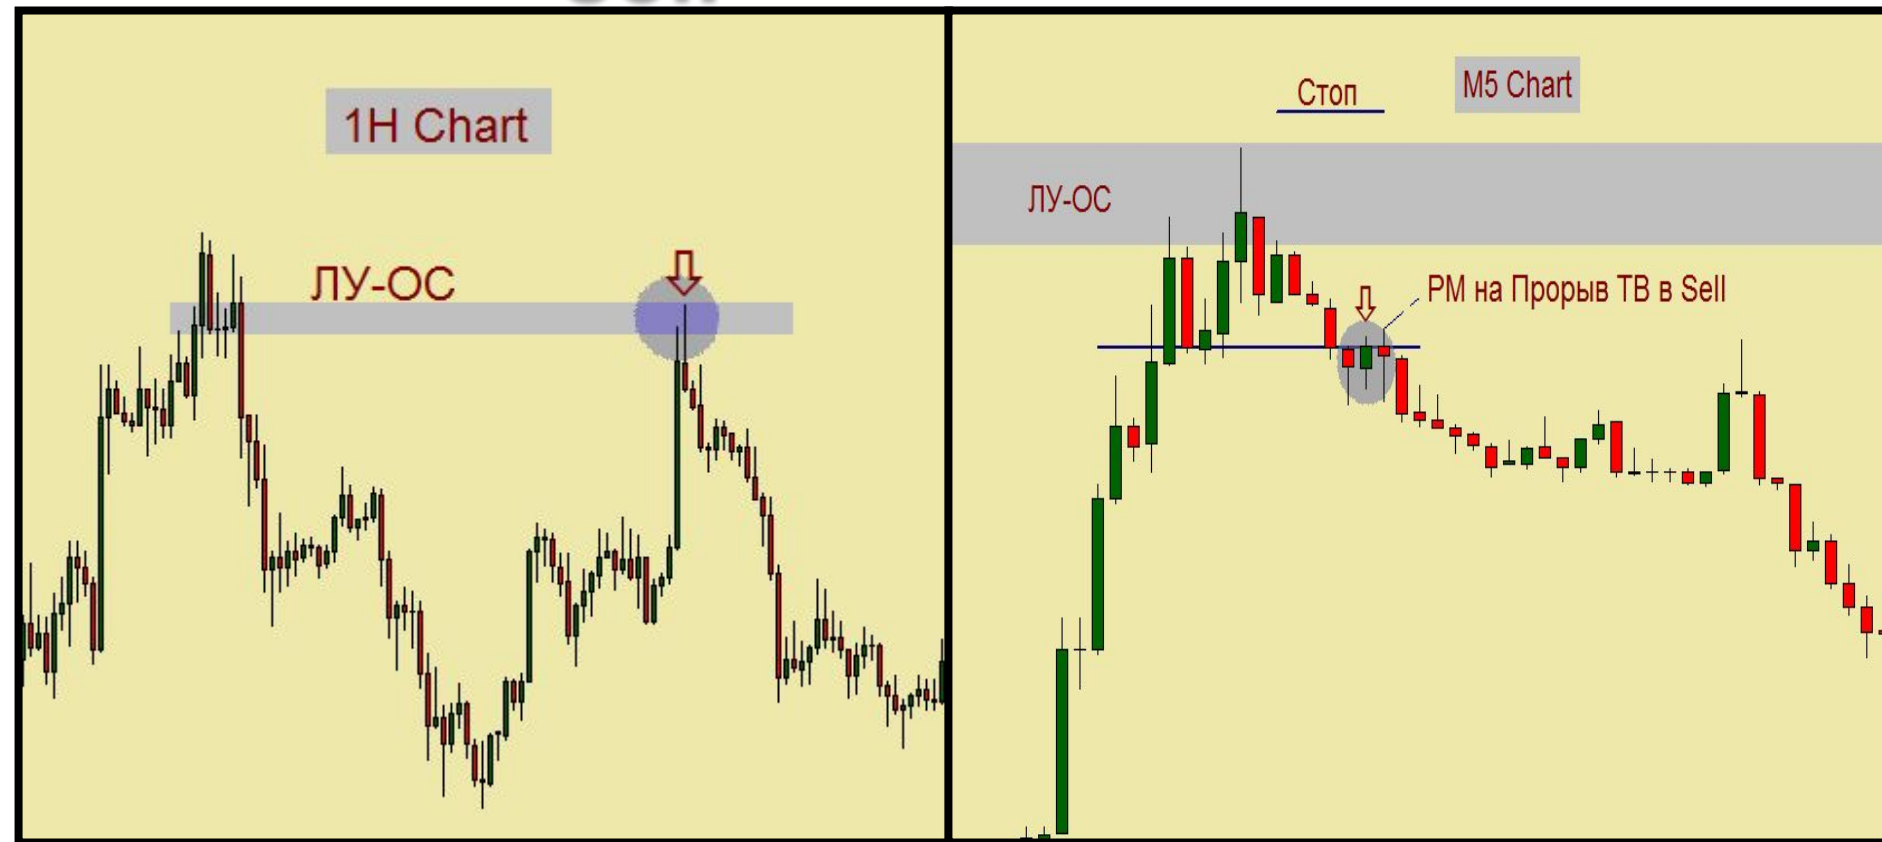 1H Chart
ЛУ-ОС
Стоп
M5 Chart
ЛУ-ОС
РМ на Прорыв ТВ в Sell